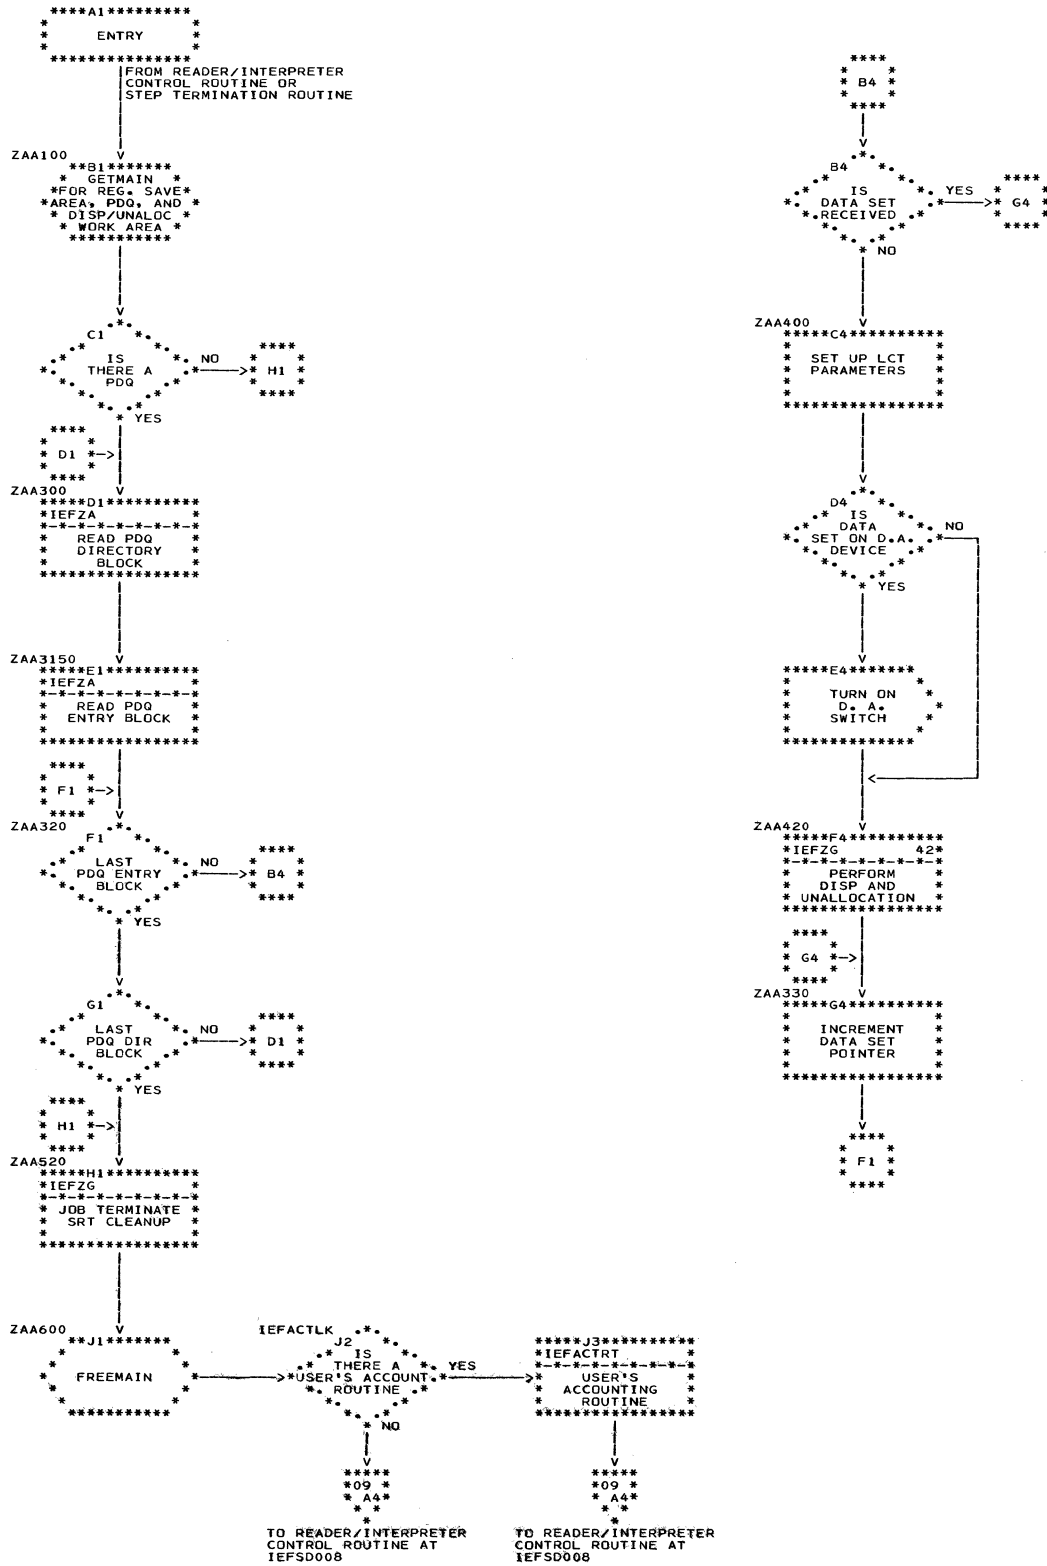 ****A1*********
ENTRY
FROM READER/INTERPRETER
CONTROL ROUTINE OR
STEP TERMINATION ROUTINE
ZAA100
**B1*******
GETMAIN
*FOR REG. SAVE*
*AREA, PDQ, AND
* DISP/UNALOC *
* WORK AREA *
C1
IS
THERE A
PDQ
NO
H1
YES
D1
ZAA300
*****D1**********
*IEFZA
*-*-*-*-*-*-*-*-*
READ PDQ
DIRECTORY
BLOCK
ZAA3150
*****E1**********
*IEFZA
*-*-*-*-*-*-*-*-*
READ PDQ
ENTRY BLOCK
F1
ZAA320
F1
LAST
PDQ ENTRY
BLOCK
NO
B4
YES
G1
LAST
PDQ DIR
BLOCK
NO
D1
YES
H1
ZAA520
*****H1**********
*IEFZG
*-*-*-*-*-*-*-*-*
JOB TERMINATE
SRT CLEANUP
ZAA600
**J1*******
FREEMAIN
IEFACTLK
J2
IS
THERE A
*USER'S ACCOUNT
ROUTINE
YES
NO
*****J3**********
*IEFACTRT
*-*-*-*-*-*-*-*-*
USER'S
ACCOUNTING
ROUTINE
*09
A4*
TO READER/INTERPRETER
CONTROL ROUTINE AT
IEFSD008
*09
A4*
TO READER/INTERPRETER
CONTROL ROUTINE AT
IEFSD008
B4
B4
IS
DATA SET
RECEIVED
YES
G4
NO
ZAA400
*****C4**********
SET UP LCT
PARAMETERS
D4
IS
DATA
SET ON D.A.
DEVICE
NO
YES
*****E4*******
TURN ON
D. A.
SWITCH
ZAA420
*****F4**********
*IEFZG 42*
*-*-*-*-*-*-*-*-*
PERFORM
DISP AND
UNALLOCATION
G4
ZAA330
*****G4**********
INCREMENT
DATA SET
POINTER
F1